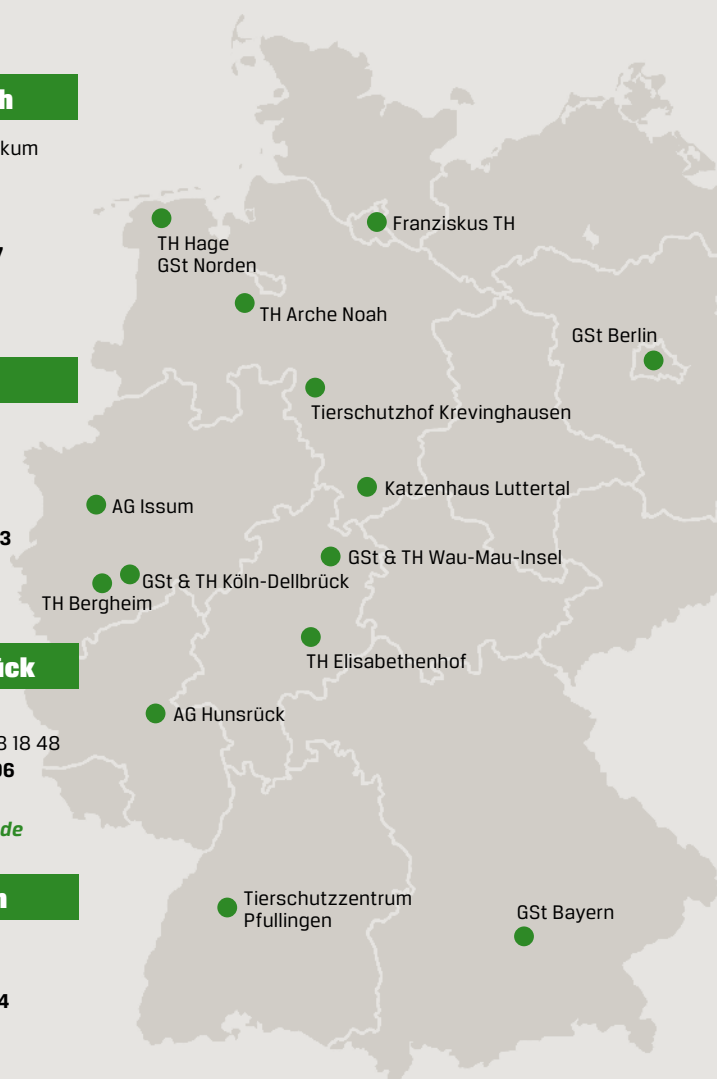 h
kum
7
3
ück
8 18 48
06
de
n
4
Franziskus TH
TH Hage
GSt Norden
TH Arche Noah
GSt Berlin
Tierschutzhof Krevinghausen
Katzenhaus Luttertal
AG Issum
GSt & TH Wau-Mau-Insel
GSt & TH Köln-Dellbrück
TH Bergheim
TH Elisabethenhof
AG Hunsrück
Tierschutzzentrum
Pfullingen
GSt Bayern